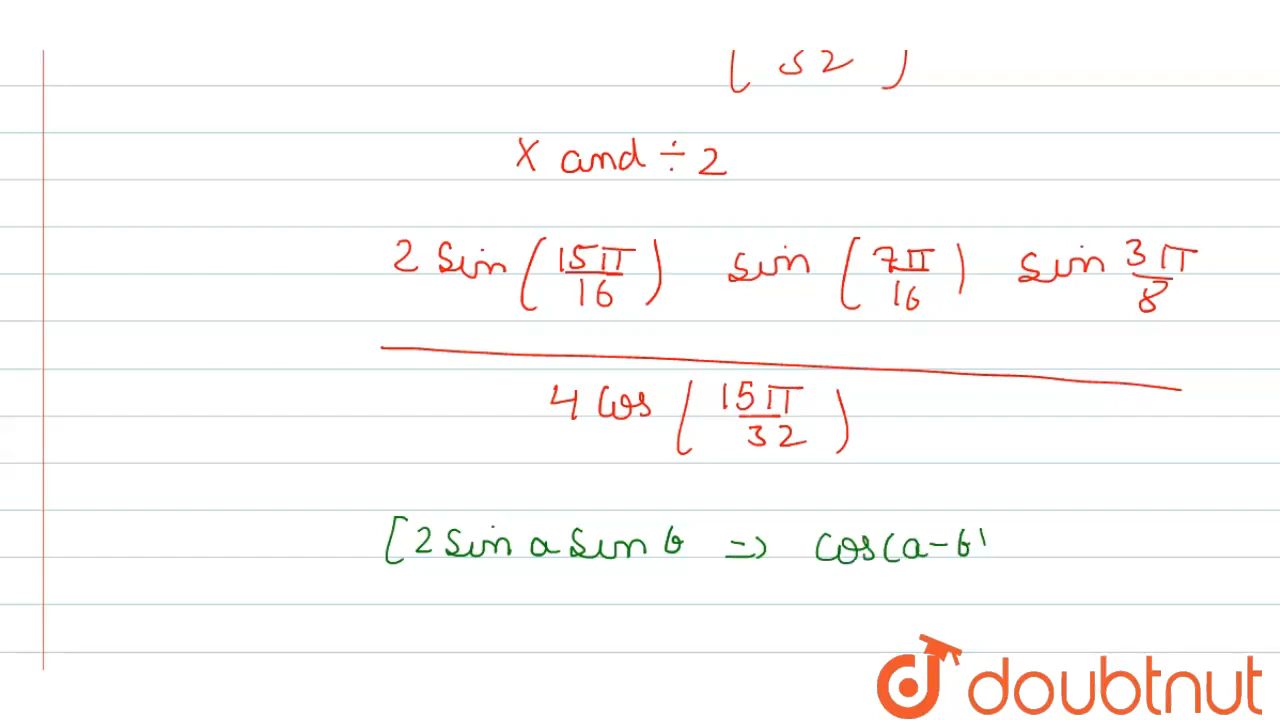 ( 32 )
X and ÷ 2
2 Sin (15π/16) sin (7π/16) sin 3π/8
4 cos (15π/32)
[2 Sin a Sin b => cos(a-b)
doubtnut